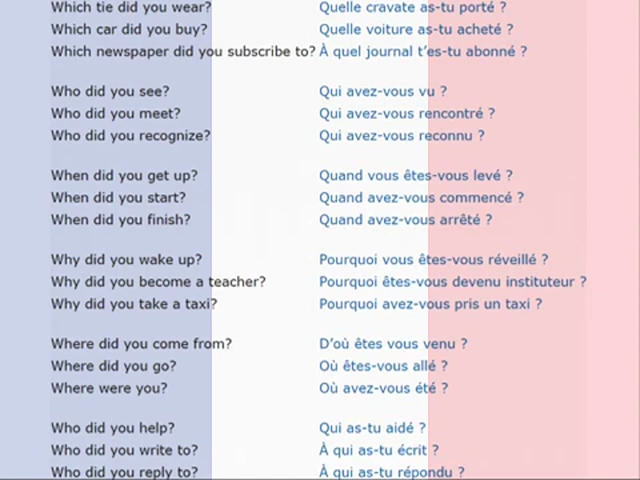 Which tie did you wear? Quelle cravate as-tu porté ?
Which car did you buy? Quelle voiture as-tu acheté ?
Which newspaper did you subscribe to? À quel journal t'es-tu abonné ?
Who did you see? Qui avez-vous vu ?
Who did you meet? Qui avez-vous rencontré ?
Who did you recognize? Qui avez-vous reconnu ?
When did you get up? Quand vous êtes-vous levé ?
When did you start? Quand avez-vous commencé ?
When did you finish? Quand avez-vous arrêté ?
Why did you wake up? Pourquoi vous êtes-vous réveillé ?
Why did you become a teacher? Pourquoi êtes-vous devenu instituteur ?
Why did you take a taxi? Pourquoi avez-vous pris un taxi ?
Where did you come from? D'où êtes vous venu ?
Where did you go? Où êtes-vous allé ?
Where were you? Où avez-vous été ?
Who did you help? Qui as-tu aidé ?
Who did you write to? À qui as-tu écrit ?
Who did you reply to? À qui as-tu répondu ?